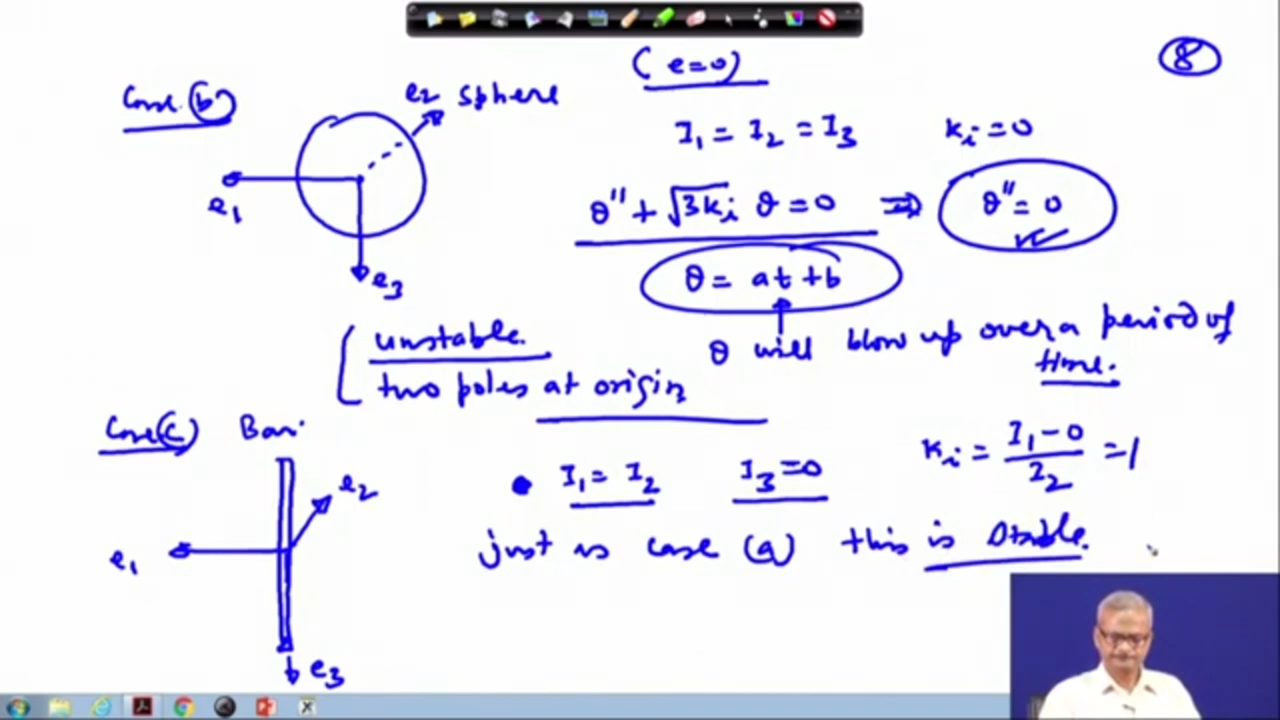 (e=0)
8
Case (b)
e2 sphere
I1 = I2 = I3
ki = 0
e1
θ'' + √3ki θ = 0 ⇒ θ'' = 0
e3
θ = at + b
θ will blow up over a period of time.
unstable.
two poles at origin
Case (c) Bar
ki = (I1 - 0) / I2 = 1
e2
I1 = I2 I3 = 0
e1
just as case (a) this is stable.
e3